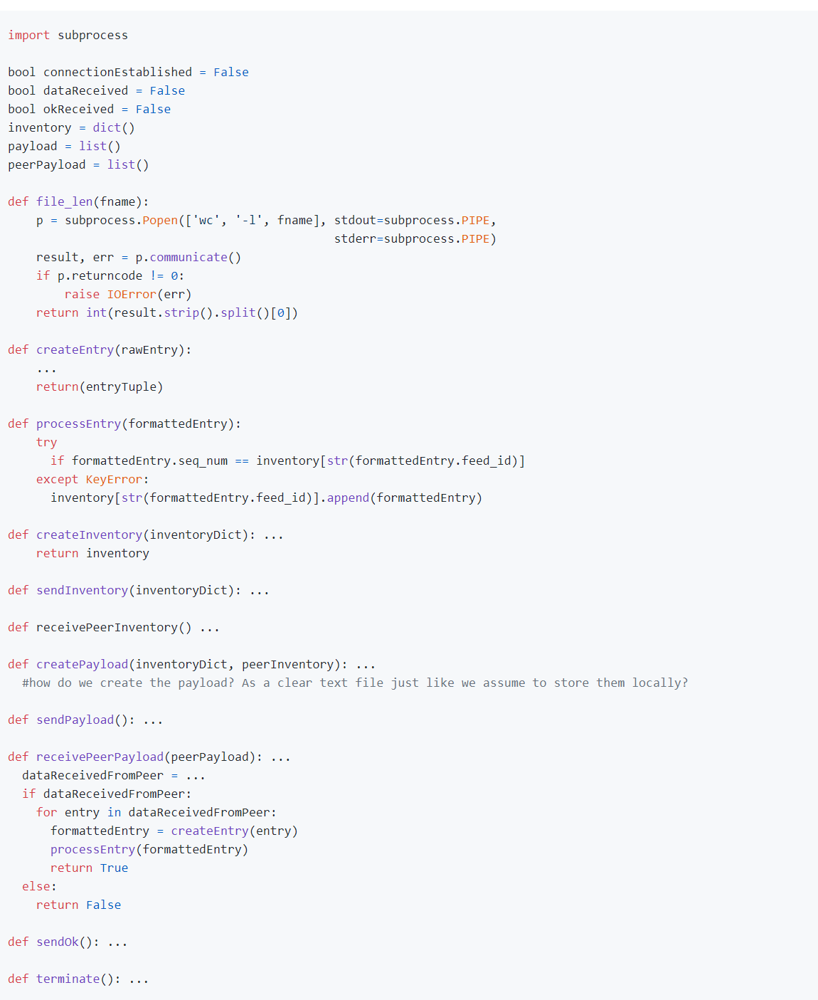 import subprocess

bool connectionEstablished = False
bool dataReceived = False
bool okReceived = False
inventory = dict()
payload = list()
peerPayload = list()

def file_len(fname):
    p = subprocess.Popen(['wc', '-l', fname], stdout=subprocess.PIPE,
                                              stderr=subprocess.PIPE)
    result, err = p.communicate()
    if p.returncode != 0:
        raise IOError(err)
    return int(result.strip().split()[0])

def createEntry(rawEntry):
    ...
    return(entryTuple)

def processEntry(formattedEntry):
    try
      if formattedEntry.seq_num == inventory[str(formattedEntry.feed_id)]
    except KeyError:
      inventory[str(formattedEntry.feed_id)].append(formattedEntry)

def createInventory(inventoryDict): ...
    return inventory

def sendInventory(inventoryDict): ...

def receivePeerInventory() ...

def createPayload(inventoryDict, peerInventory): ...
  #how do we create the payload? As a clear text file just like we assume to store them locally?

def sendPayload(): ...

def receivePeerPayload(peerPayload): ...
  dataReceivedFromPeer = ...
  if dataReceivedFromPeer:
    for entry in dataReceivedFromPeer:
      formattedEntry = createEntry(entry)
      processEntry(formattedEntry)
      return True
  else:
    return False

def sendOk(): ...

def terminate(): ...